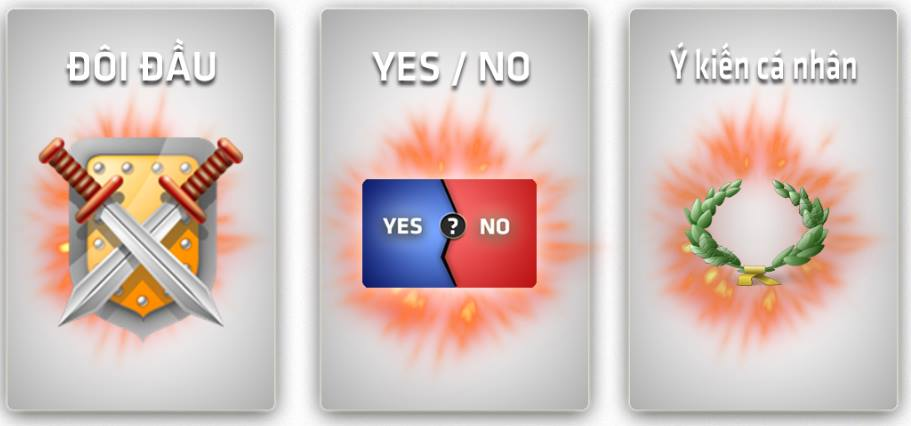 ĐÔI ĐẦU
YES / NO
Ý kiến cá nhân
YES ? NO